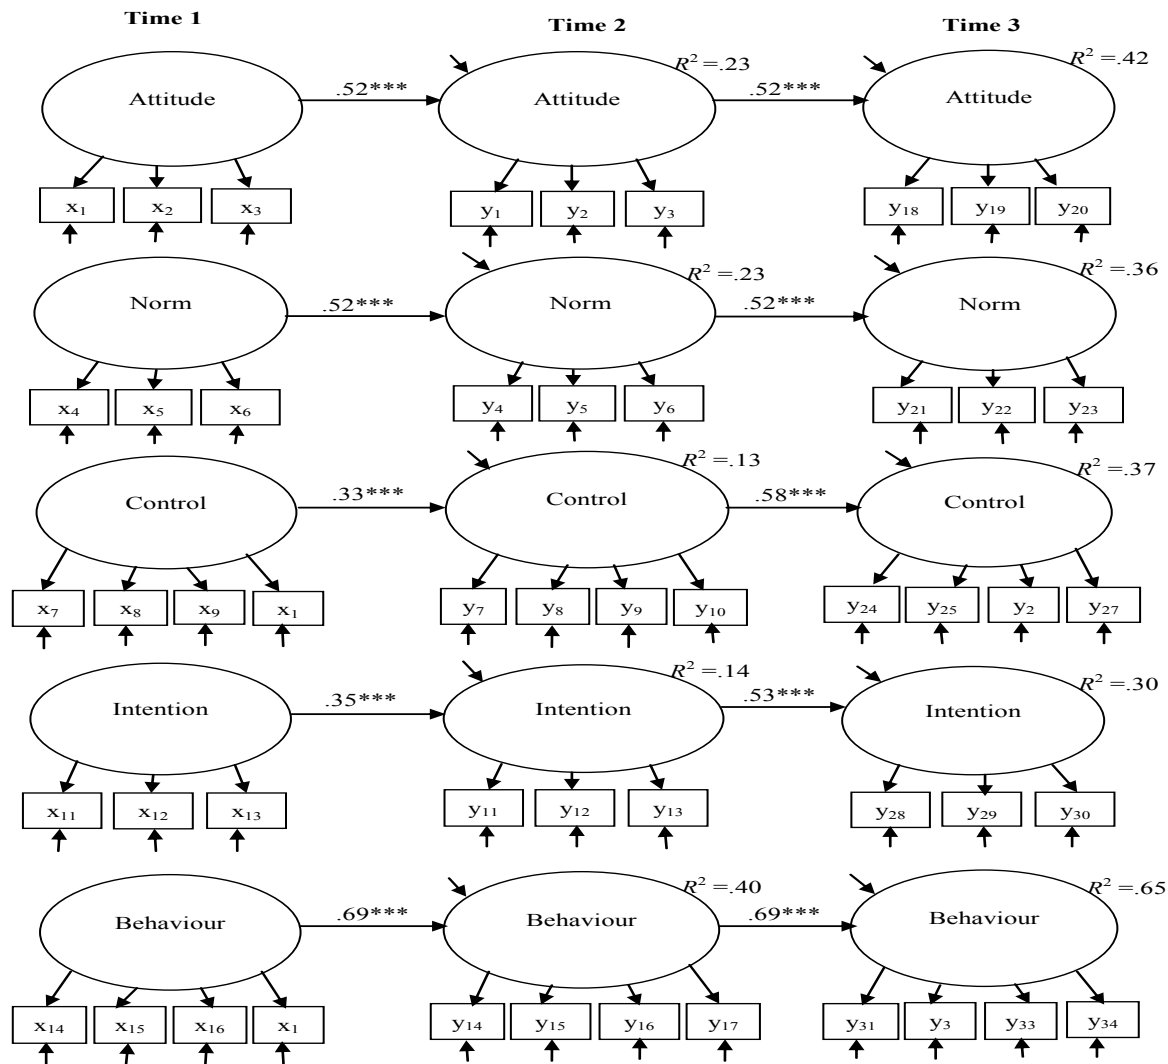 Time 1 Time 2 Time 3
R² =.23 R² =.42
Attitude .52*** Attitude .52*** Attitude
x₁ x₂ x₃ y₁ y₂ y₃ y₁₈ y₁₉ y₂₀
R² =.23 R² =.36
Norm .52*** Norm .52*** Norm
x₄ x₅ x₆ y₄ y₅ y₆ y₂₁ y₂₂ y₂₃
R² =.13 R² =.37
Control .33*** Control .58*** Control
x₇ x₈ x₉ x₁ y₇ y₈ y₉ y₁₀ y₂₄ y₂₅ y₂ y₂₇
R² =.14 R² =.30
Intention .35*** Intention .53*** Intention
x₁₁ x₁₂ x₁₃ y₁₁ y₁₂ y₁₃ y₂₈ y₂₉ y₃₀
R² =.40 R² =.65
Behaviour .69*** Behaviour .69*** Behaviour
x₁₄ x₁₅ x₁₆ x₁ y₁₄ y₁₅ y₁₆ y₁₇ y₃₁ y₃ y₃₃ y₃₄